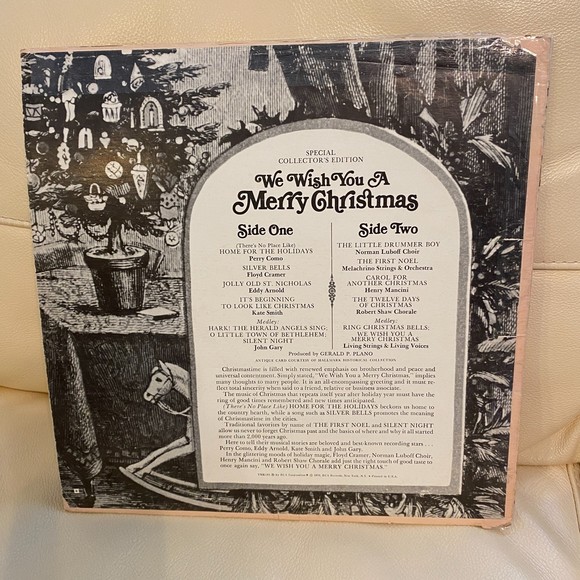 SPECIAL
COLLECTOR'S EDITION
We Wish You A
Merry Christmas
Side One
(There's No Place Like)
HOME FOR THE HOLIDAYS
Perry Como
SILVER BELLS
Floyd Cramer
JOLLY OLD ST. NICHOLAS
Eddy Arnold
IT'S BEGINNING
TO LOOK LIKE CHRISTMAS
Kate Smith
Medley:
HARK! THE HERALD ANGELS SING;
O LITTLE TOWN OF BETHLEHEM;
SILENT NIGHT
John Gary
Side Two
THE LITTLE DRUMMER BOY
Norman Luboff Choir
THE FIRST NOEL
Melachrino Strings & Orchestra
CAROL FOR
ANOTHER CHRISTMAS
Henry Mancini
THE TWELVE DAYS
OF CHRISTMAS
Robert Shaw Chorale
Medley:
RING CHRISTMAS BELLS;
WE WISH YOU A
MERRY CHRISTMAS
Living Strings & Living Voices
Produced by GERALD P. PLANO
ANTIQUE CARD COURTESY OF HALLMARK HISTORICAL COLLECTION
Christmastime is filled with renewed emphasis on brotherhood and peace and
universal contentment. Simply stated, "We Wish You a Merry Christmas," implies
many thoughts to many people. It is an all-encompassing greeting and it must re-
flect total sincerity when said to a friend, relative or business associate.
The music of Christmas that repeats itself year after holiday year must have the
ring of good times remembered and new times anticipated.
(There's No Place Like) HOME FOR THE HOLIDAYS beckons us home to
the country hearth, while a song such as SILVER BELLS promotes the meaning
of Christmastime in the cities.
Traditional favorites by name of THE FIRST NOEL and SILENT NIGHT
allow us never to forget Christmas past and the basics of where and why it all started
more than 2,000 years ago.
Here to tell their musical stories are beloved and best-known recording stars . . .
Perry Como, Eddy Arnold, Kate Smith and John Gary.
In the glittering moods of holiday magic, Floyd Cramer, Norman Luboff Choir,
Henry Mancini and Robert Shaw Chorale add just the right touch of good taste to
once again say, "WE WISH YOU A MERRY CHRISTMAS."